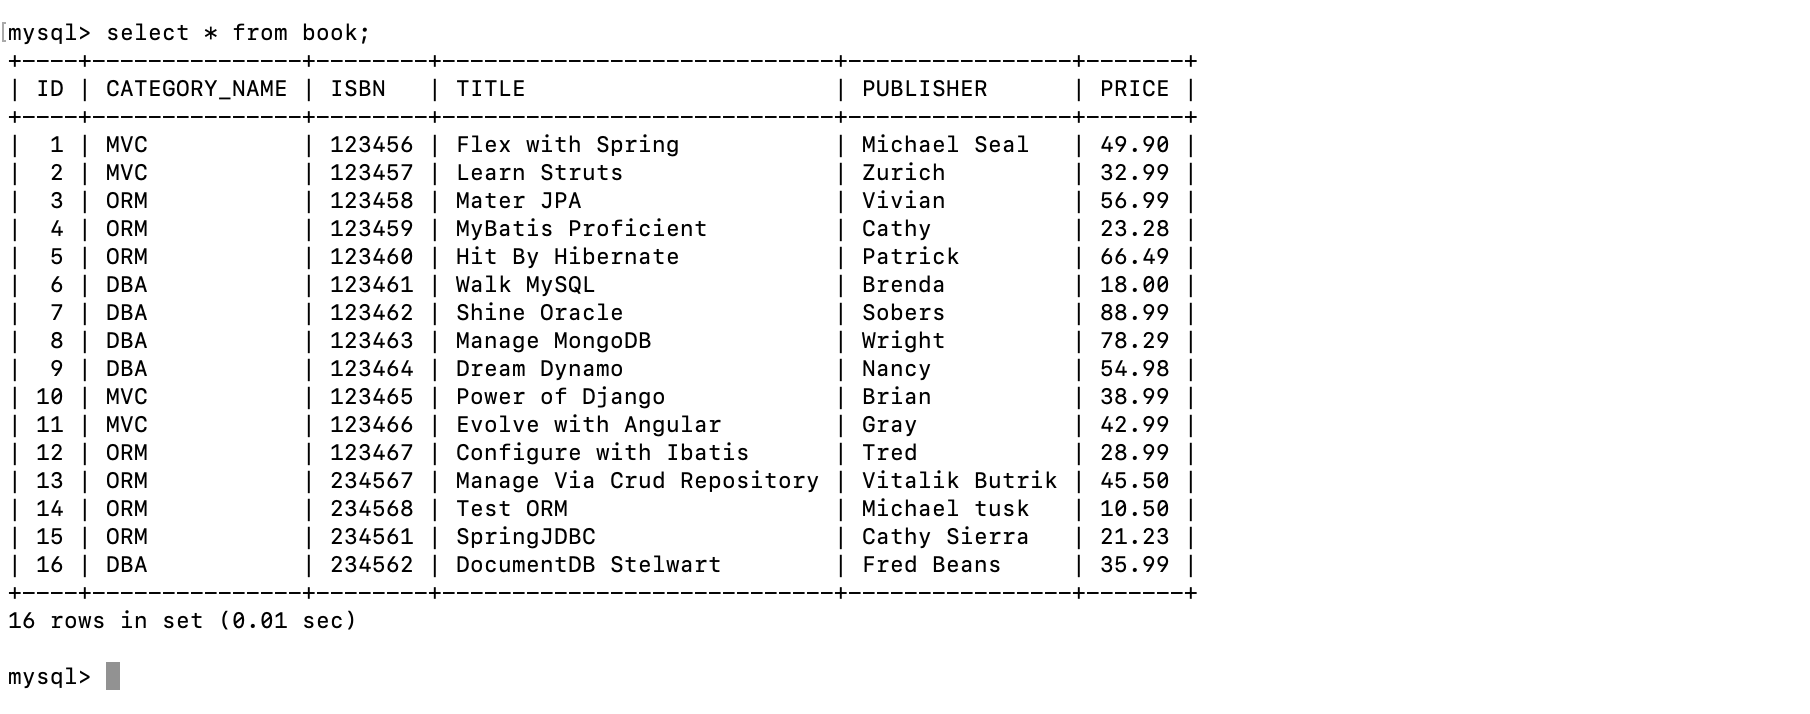 mysql> select * from book;
+----+---------------+--------+----------------------------+----------------+-------+
| ID | CATEGORY_NAME | ISBN   | TITLE                      | PUBLISHER      | PRICE |
+----+---------------+--------+----------------------------+----------------+-------+
|  1 | MVC           | 123456 | Flex with Spring           | Michael Seal   | 49.90 |
|  2 | MVC           | 123457 | Learn Struts               | Zurich         | 32.99 |
|  3 | ORM           | 123458 | Mater JPA                  | Vivian         | 56.99 |
|  4 | ORM           | 123459 | MyBatis Proficient         | Cathy          | 23.28 |
|  5 | ORM           | 123460 | Hit By Hibernate           | Patrick        | 66.49 |
|  6 | DBA           | 123461 | Walk MySQL                 | Brenda         | 18.00 |
|  7 | DBA           | 123462 | Shine Oracle               | Sobers         | 88.99 |
|  8 | DBA           | 123463 | Manage MongoDB             | Wright         | 78.29 |
|  9 | DBA           | 123464 | Dream Dynamo               | Nancy          | 54.98 |
| 10 | MVC           | 123465 | Power of Django            | Brian          | 38.99 |
| 11 | MVC           | 123466 | Evolve with Angular        | Gray           | 42.99 |
| 12 | ORM           | 123467 | Configure with Ibatis      | Tred           | 28.99 |
| 13 | ORM           | 234567 | Manage Via Crud Repository | Vitalik Butrik | 45.50 |
| 14 | ORM           | 234568 | Test ORM                   | Michael tusk   | 10.50 |
| 15 | ORM           | 234561 | SpringJDBC                 | Cathy Sierra   | 21.23 |
| 16 | DBA           | 234562 | DocumentDB Stelwart        | Fred Beans     | 35.99 |
+----+---------------+--------+----------------------------+----------------+-------+
16 rows in set (0.01 sec)
mysql>